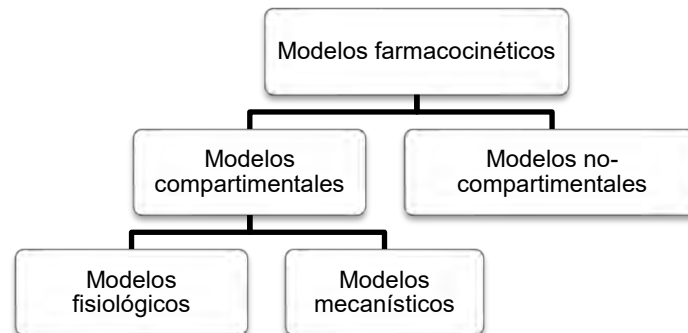 Modelos farmacocinéticos
Modelos
compartimentales
Modelos no-
compartimentales
Modelos
fisiológicos
Modelos
mecanísticos